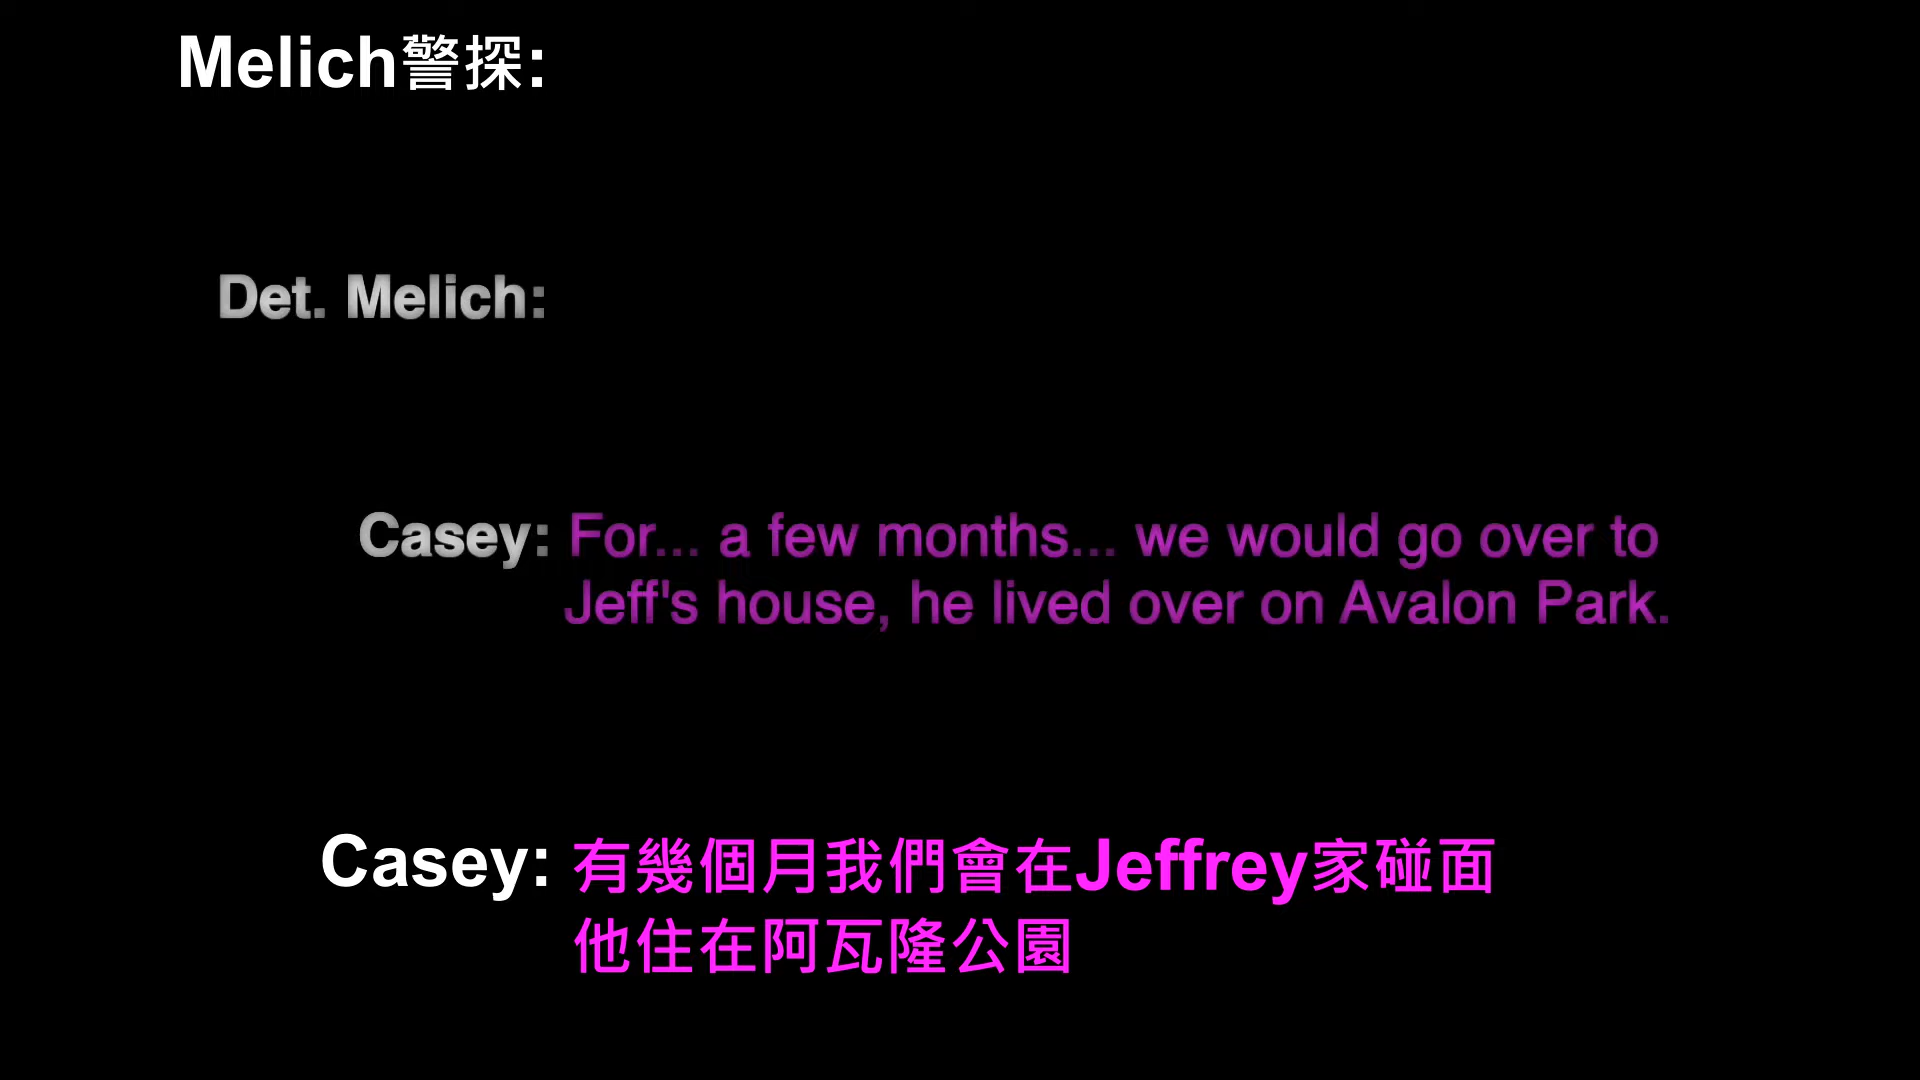 Melich警探:
Det. Melich:
Casey: For... a few months... we would go over to
Jeff's house, he lived over on Avalon Park.
Casey: 有幾個月我們會在Jeffrey家碰面
他住在阿瓦隆公園